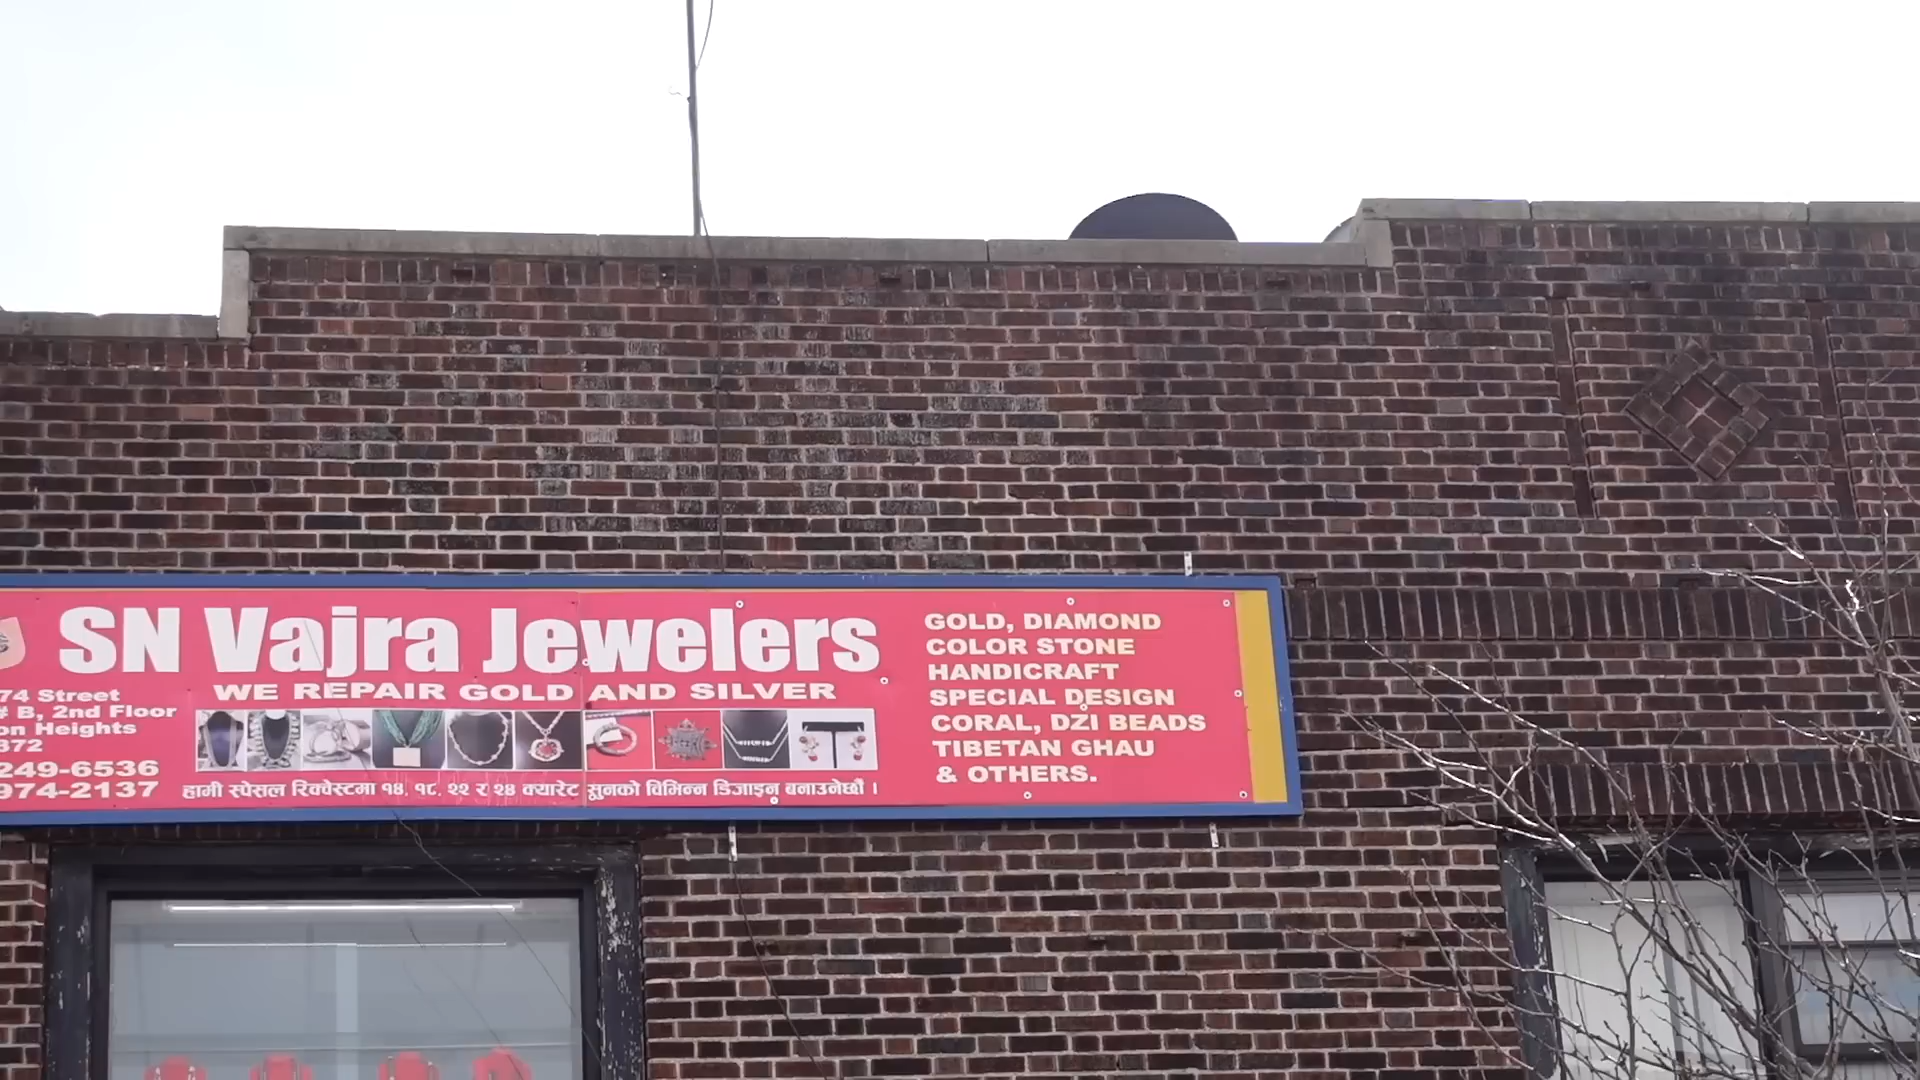 SN Vajra Jewelers
WE REPAIR GOLD AND SILVER
74 Street
# B, 2nd Floor
on Heights
372
249-6536
974-2137
हामी स्पेसल रिक्वेस्टमा १४, १८, २२ र २४ क्यारेट सुनको विभिन्न डिजाइन बनाउनेछौं ।
GOLD, DIAMOND
COLOR STONE
HANDICRAFT
SPECIAL DESIGN
CORAL, DZI BEADS
TIBETAN GHAU
& OTHERS.